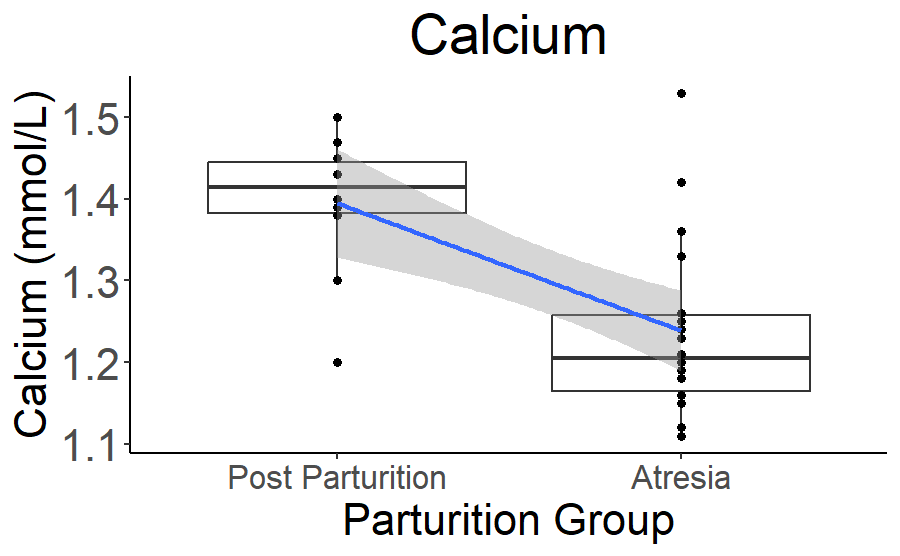 Calcium
Calcium (mmol/L)
1.5
1.4
1.3
1.2
1.1
Post Parturition
Atresia
Parturition Group